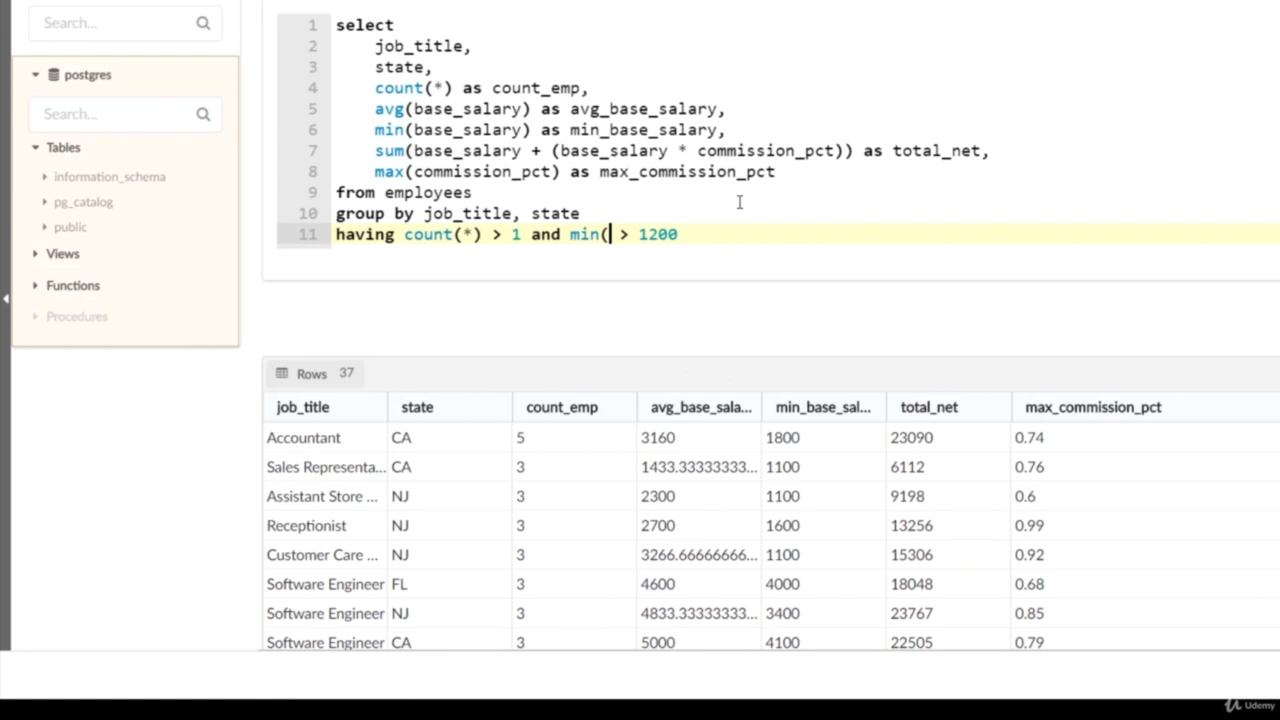 Search...
postgres
Search...
Tables
information_schema
pg_catalog
public
Views
Functions
Procedures
1 select
2 job_title,
3 state,
4 count(*) as count_emp,
5 avg(base_salary) as avg_base_salary,
6 min(base_salary) as min_base_salary,
7 sum(base_salary + (base_salary * commission_pct)) as total_net,
8 max(commission_pct) as max_commission_pct
9 from employees
10 group by job_title, state
11 having count(*) > 1 and min( > 1200
Rows 37
job_title state count_emp avg_base_sala... min_base_sal... total_net max_commission_pct
Accountant CA 5 3160 1800 23090 0.74
Sales Representa... CA 3 1433.33333333... 1100 6112 0.76
Assistant Store ... NJ 3 2300 1100 9198 0.6
Receptionist NJ 3 2700 1600 13256 0.99
Customer Care ... NJ 3 3266.66666666... 1100 15306 0.92
Software Engineer FL 3 4600 4000 18048 0.68
Software Engineer NJ 3 4833.33333333... 3400 23767 0.85
Software Engineer CA 3 5000 4100 22505 0.79
Udemy